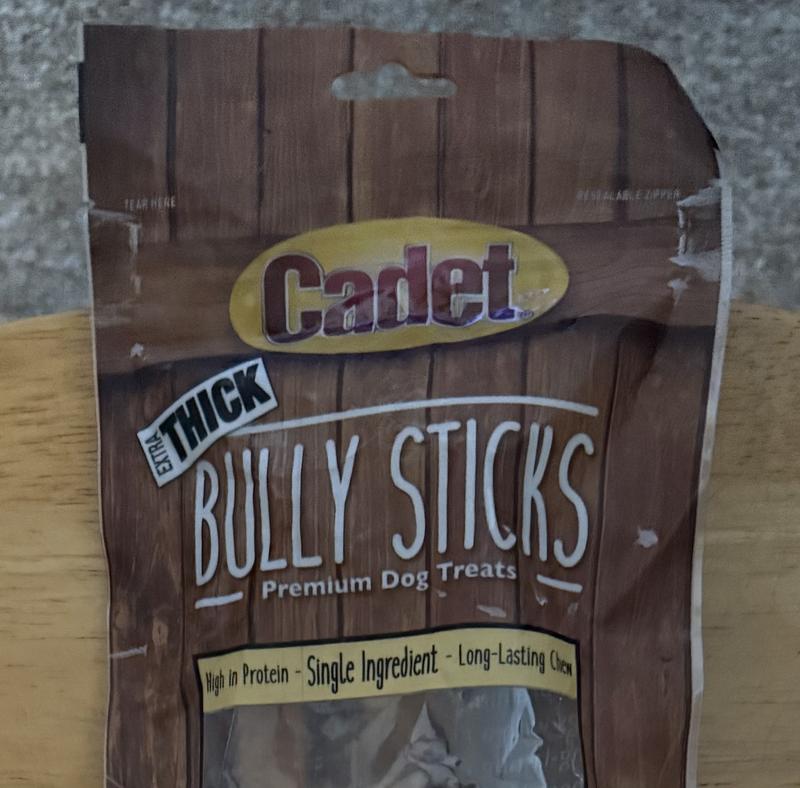 TEAR HERE
RESEALABLE ZIPPER
Cadet
EXTRA THICK
BULLY STICKS
Premium Dog Treats
High in Protein - Single Ingredient - Long-Lasting Chew